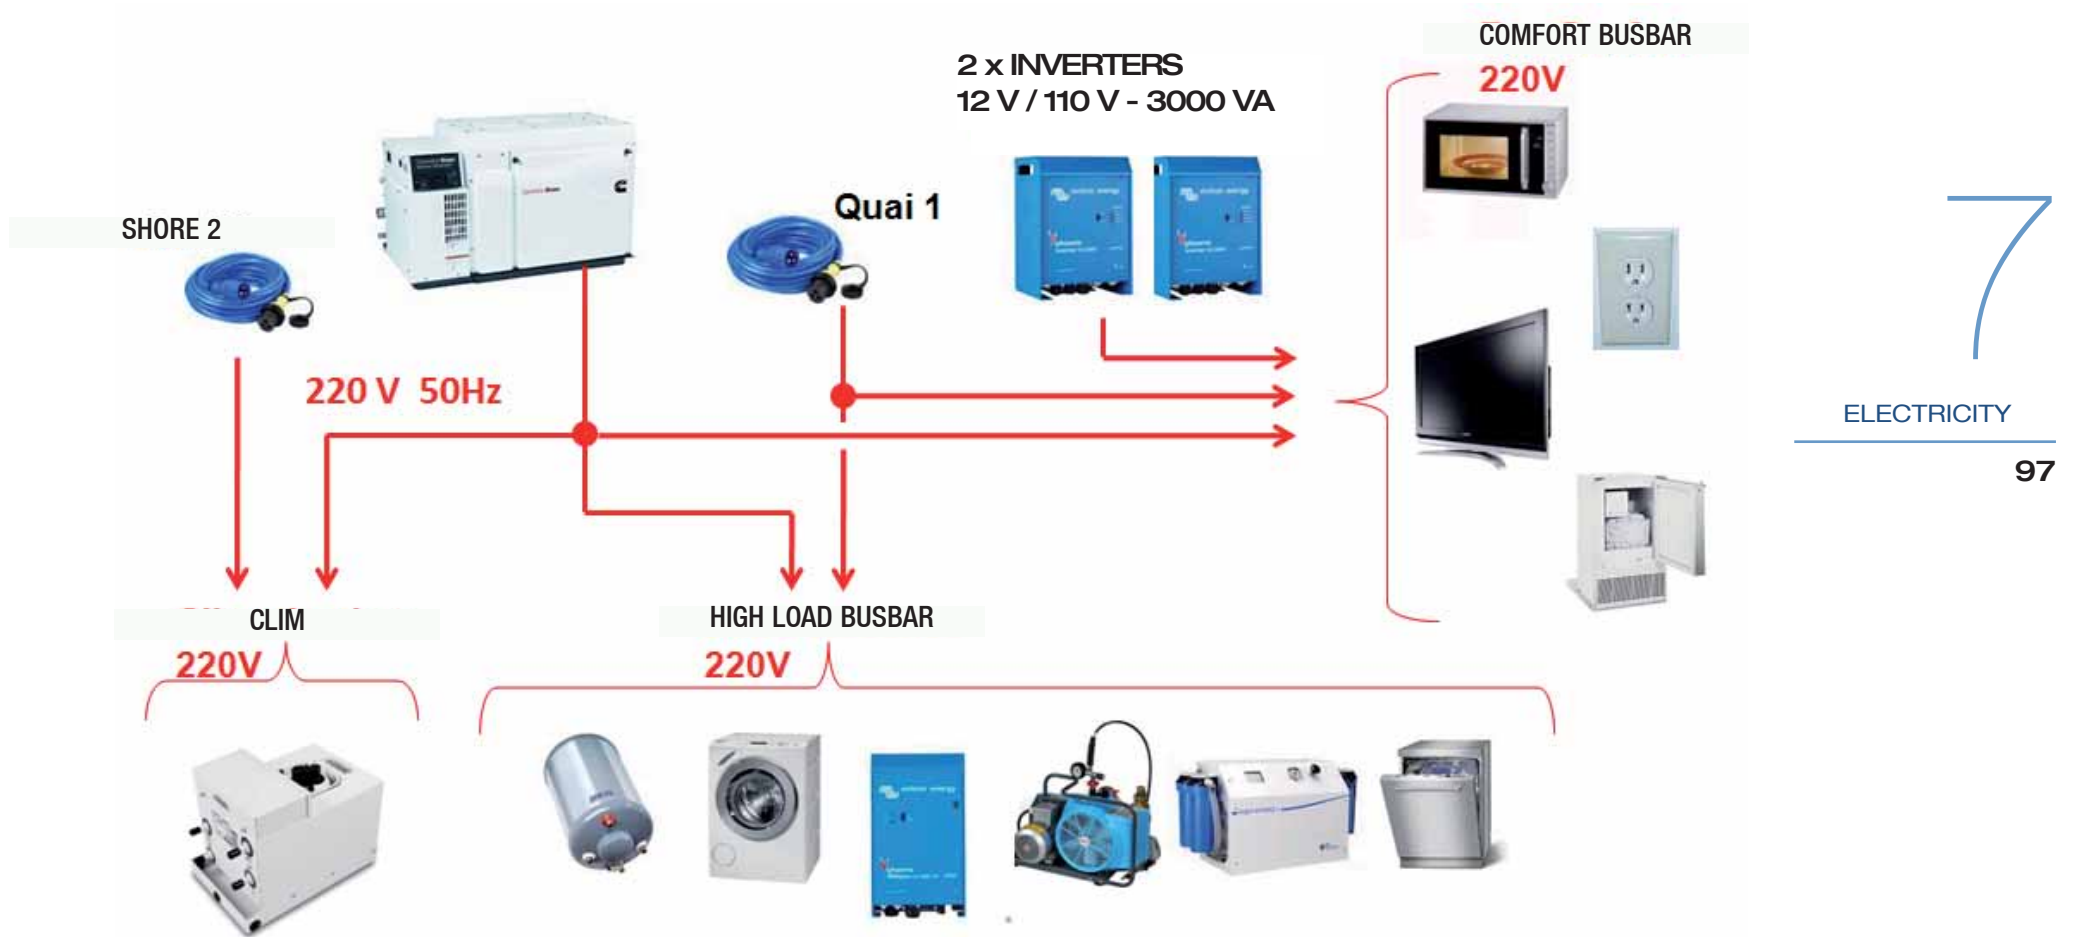 COMFORT BUSBAR
220V
2 x INVERTERS
12 V / 110 V - 3000 VA
Quai 1
SHORE 2
220 V 50Hz
7
ELECTRICITY
97
CLIM
220V
HIGH LOAD BUSBAR
220V